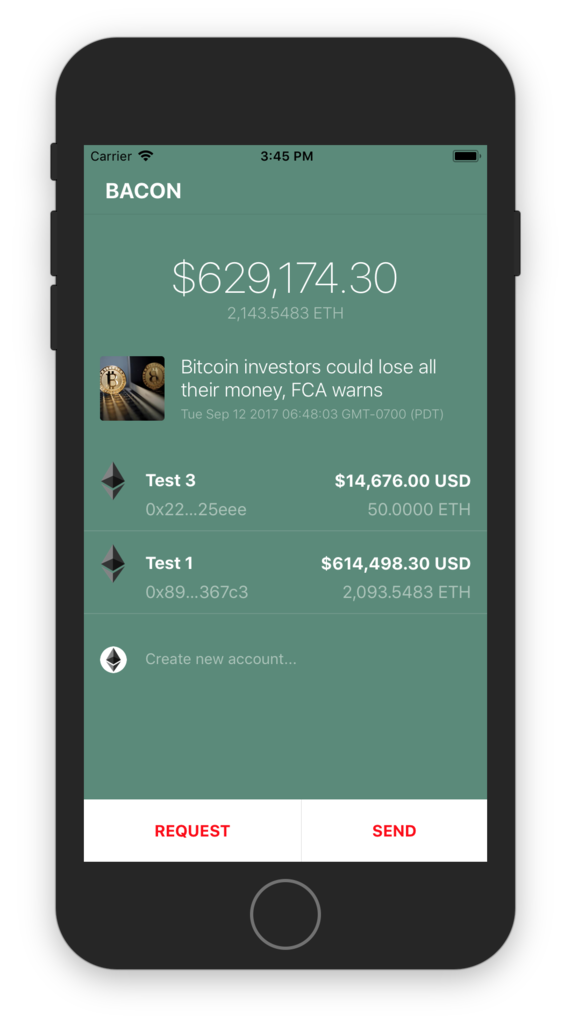 Carrier 3:45 PM
BACON
$629,174.30
2,143.5483 ETH
Bitcoin investors could lose all
their money, FCA warns
Tue Sep 12 2017 06:48:03 GMT-0700 (PDT)
Test 3 $14,676.00 USD
0x22...25eee 50.0000 ETH
Test 1 $614,498.30 USD
0x89...367c3 2,093.5483 ETH
Create new account...
REQUEST SEND